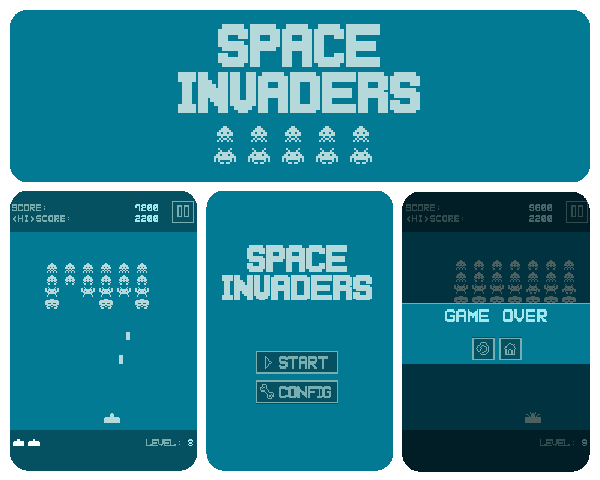 SPACE
INVADERS
SCORE: 7200
<HI>SCORE: 2200
LEVEL: 8
SPACE
INVADERS
START
CONFIG
SCORE: 9600
<HI>SCORE: 2200
GAME OVER
LEVEL: 9